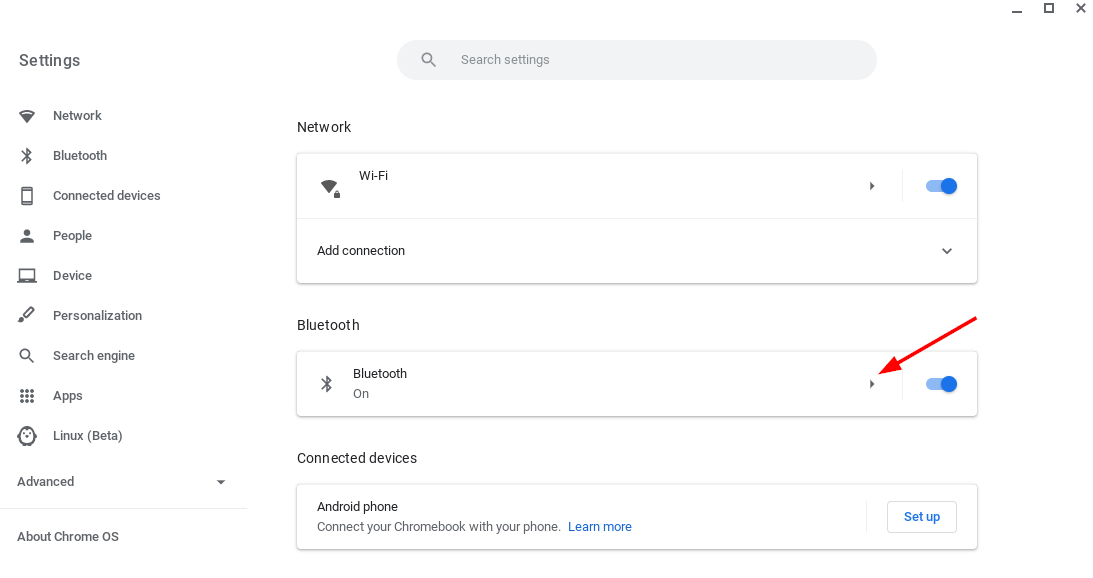 Settings
Search settings
Network
Bluetooth
Connected devices
People
Device
Personalization
Search engine
Apps
Linux (Beta)
Advanced
About Chrome OS
Network
Wi-Fi
Add connection
Bluetooth
Bluetooth
On
Connected devices
Android phone
Connect your Chromebook with your phone. Learn more
Set up